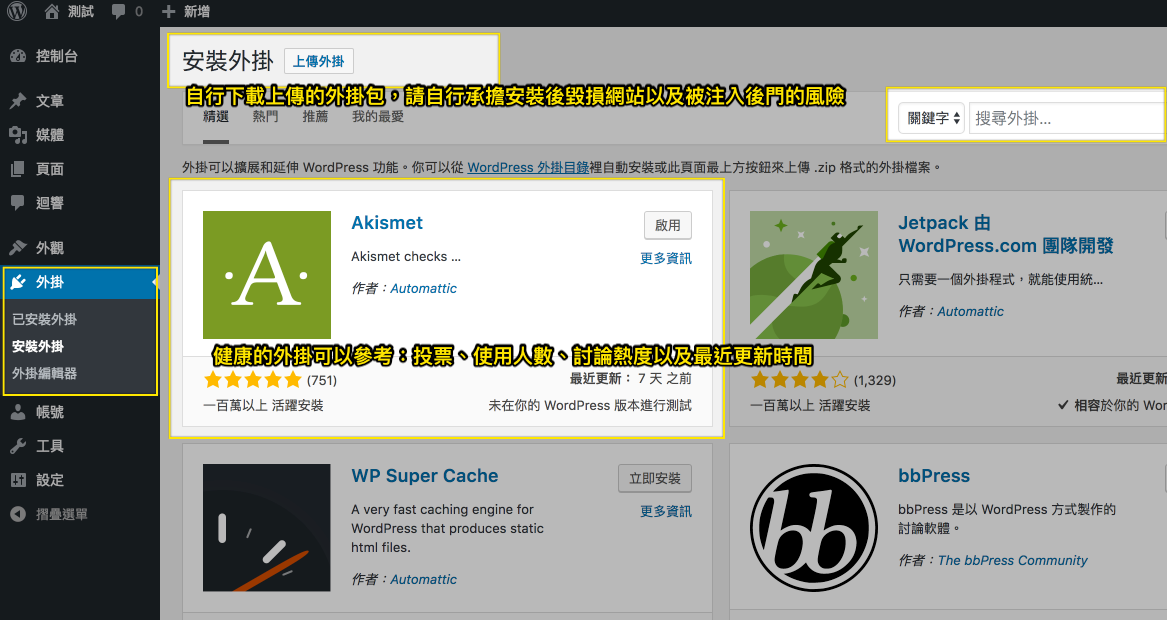 測試 0 新增
控制台
文章
媒體
頁面
迴響
外觀
外掛
已安裝外掛
安裝外掛
外掛編輯器
帳號
工具
設定
摺疊選單
安裝外掛 上傳外掛
自行下載上傳的外掛包，請自行承擔安裝後毀損網站以及被注入後門的風險
精選 熱門 推薦 我的最愛
關鍵字 搜尋外掛...
外掛可以擴展和延伸 WordPress 功能。你可以從 WordPress 外掛目錄裡自動安裝或此頁面最上方按鈕來上傳 .zip 格式的外掛檔案。
Akismet
啟用
更多資訊
Akismet checks ...
作者：Automattic
健康的外掛可以參考：投票、使用人數、討論熱度以及最近更新時間
(751)
最近更新： 7 天 之前
一百萬以上 活躍安裝
未在你的 WordPress 版本進行測試
Jetpack 由
WordPress.com 團隊開發
只需要一個外掛程式，就能使用統...
作者：Automattic
(1,329)
最近更新
一百萬以上 活躍安裝
相容於你的 Wor
WP Super Cache
立即安裝
更多資訊
A very fast caching engine for
WordPress that produces static
html files.
作者：Automattic
bbPress
bbPress 是以 WordPress 方式製作的
討論軟體。
作者：The bbPress Community
A
bb